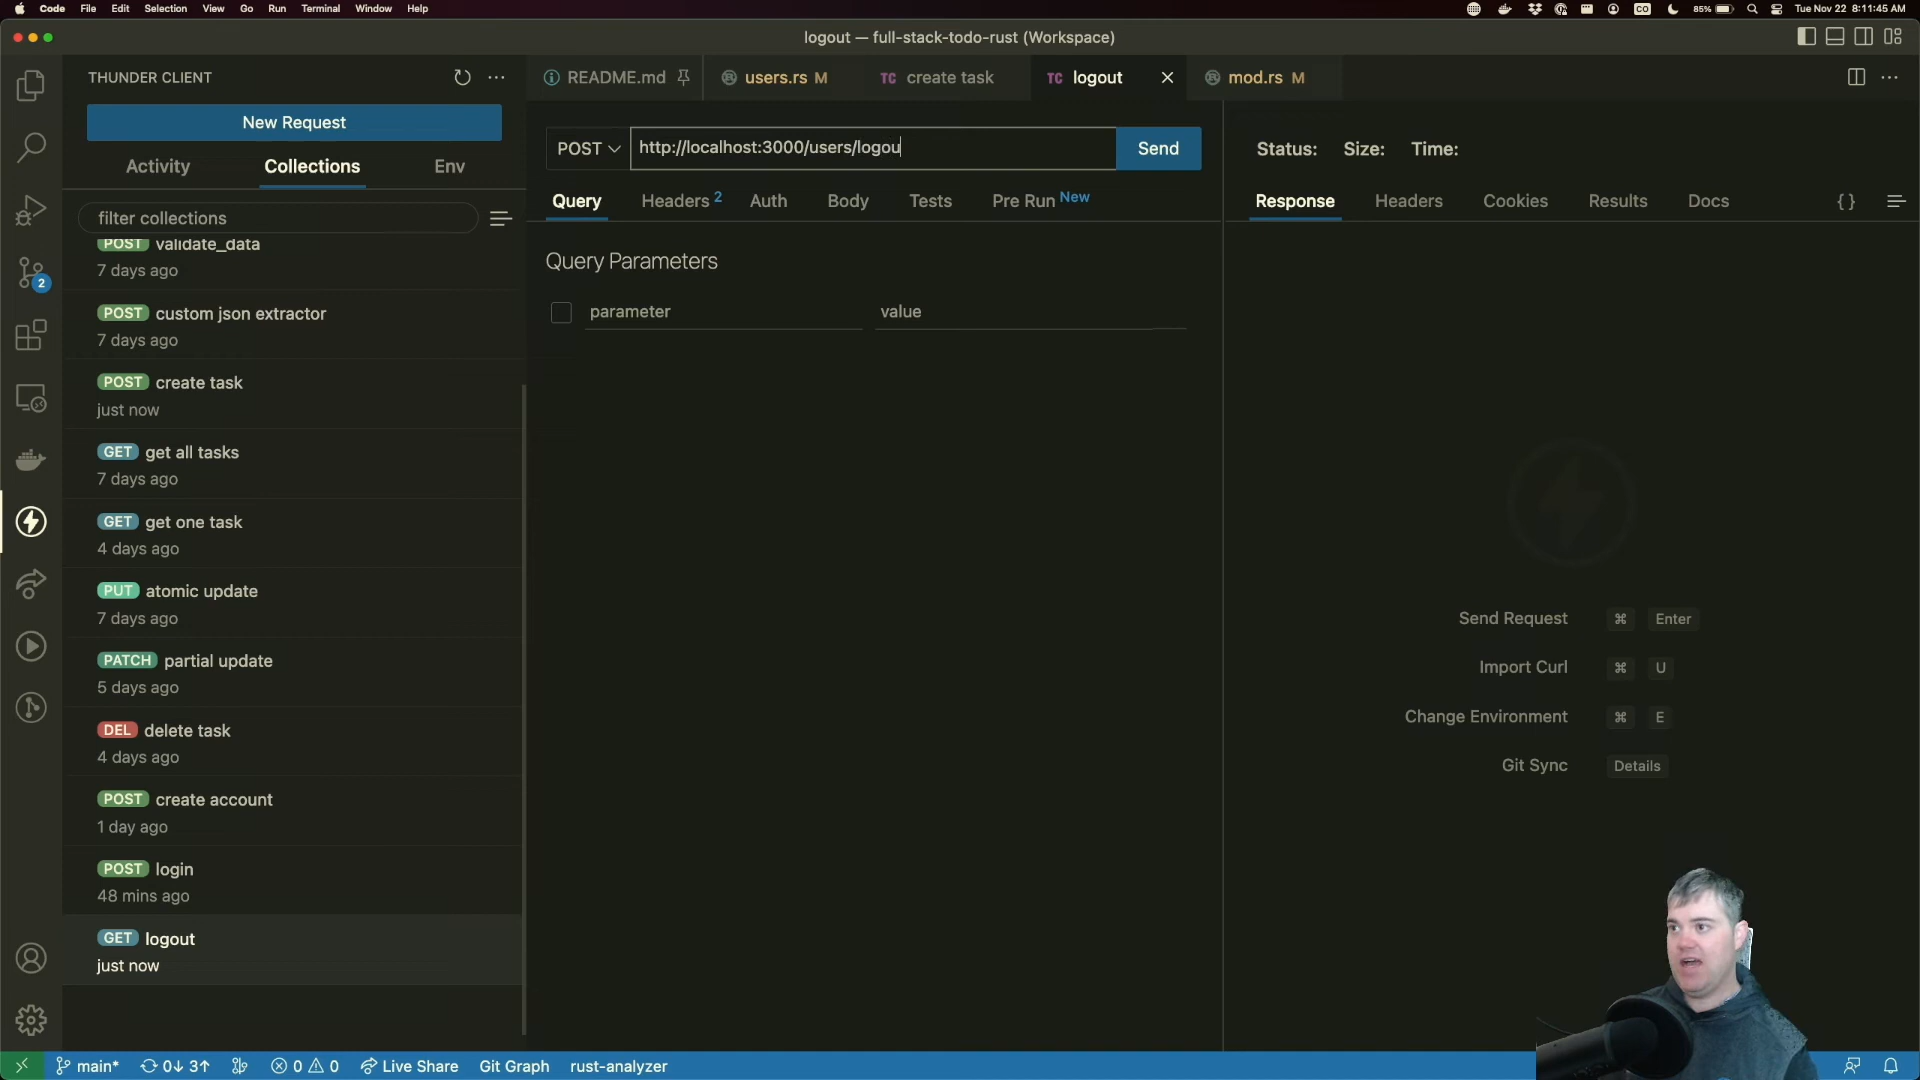 Code File Edit Selection View Go Run Terminal Window Help
CO 85% Tue Nov 22 8:11:45 AM
logout — full-stack-todo-rust (Workspace)
THUNDER CLIENT
New Request
Activity Collections Env
filter collections
POST validate_data
7 days ago
POST custom json extractor
7 days ago
POST create task
just now
GET get all tasks
7 days ago
GET get one task
4 days ago
PUT atomic update
7 days ago
PATCH partial update
5 days ago
DEL delete task
4 days ago
POST create account
1 day ago
POST login
48 mins ago
GET logout
just now
2
README.md users.rs M TC create task TC logout mod.rs M
POST http://localhost:3000/users/logou Send
Query Headers 2 Auth Body Tests Pre Run New
Query Parameters
parameter value
Status: Size: Time:
Response Headers Cookies Results Docs { }
Send Request ⌘ Enter
Import Curl ⌘ U
Change Environment ⌘ E
Git Sync Details
main* 0↓ 3↑ 0 0 Live Share Git Graph rust-analyzer